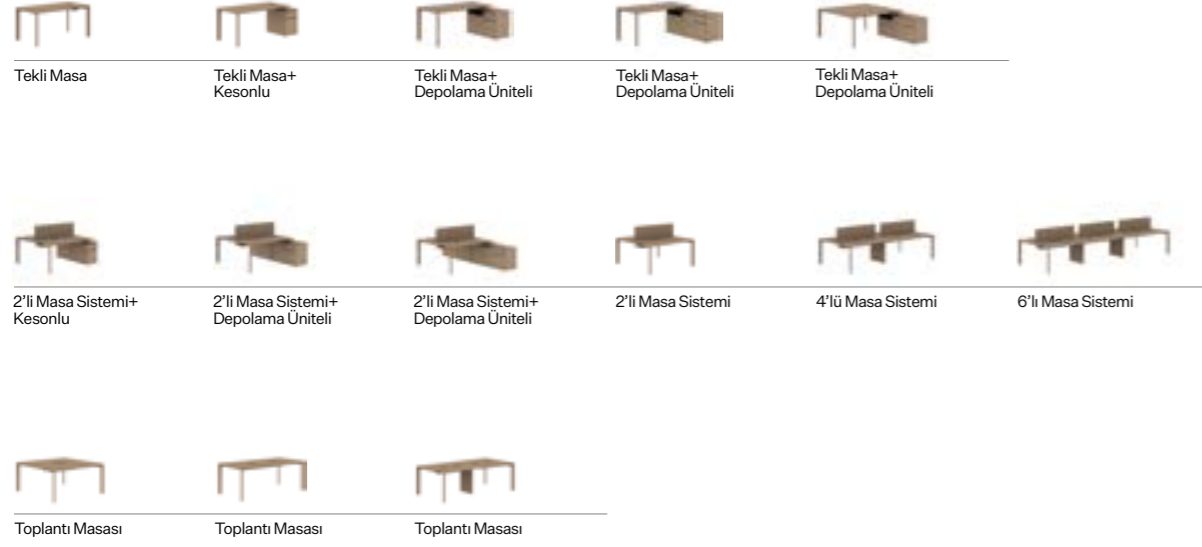 Tekli Masa
Tekli Masa+
Kesonlu
Tekli Masa+
Depolama Üniteli
Tekli Masa+
Depolama Üniteli
Tekli Masa+
Depolama Üniteli
2’li Masa Sistemi+
Kesonlu
2’li Masa Sistemi+
Depolama Üniteli
2’li Masa Sistemi+
Depolama Üniteli
2’li Masa Sistemi
4’lü Masa Sistemi
6’lı Masa Sistemi
Toplantı Masası
Toplantı Masası
Toplantı Masası